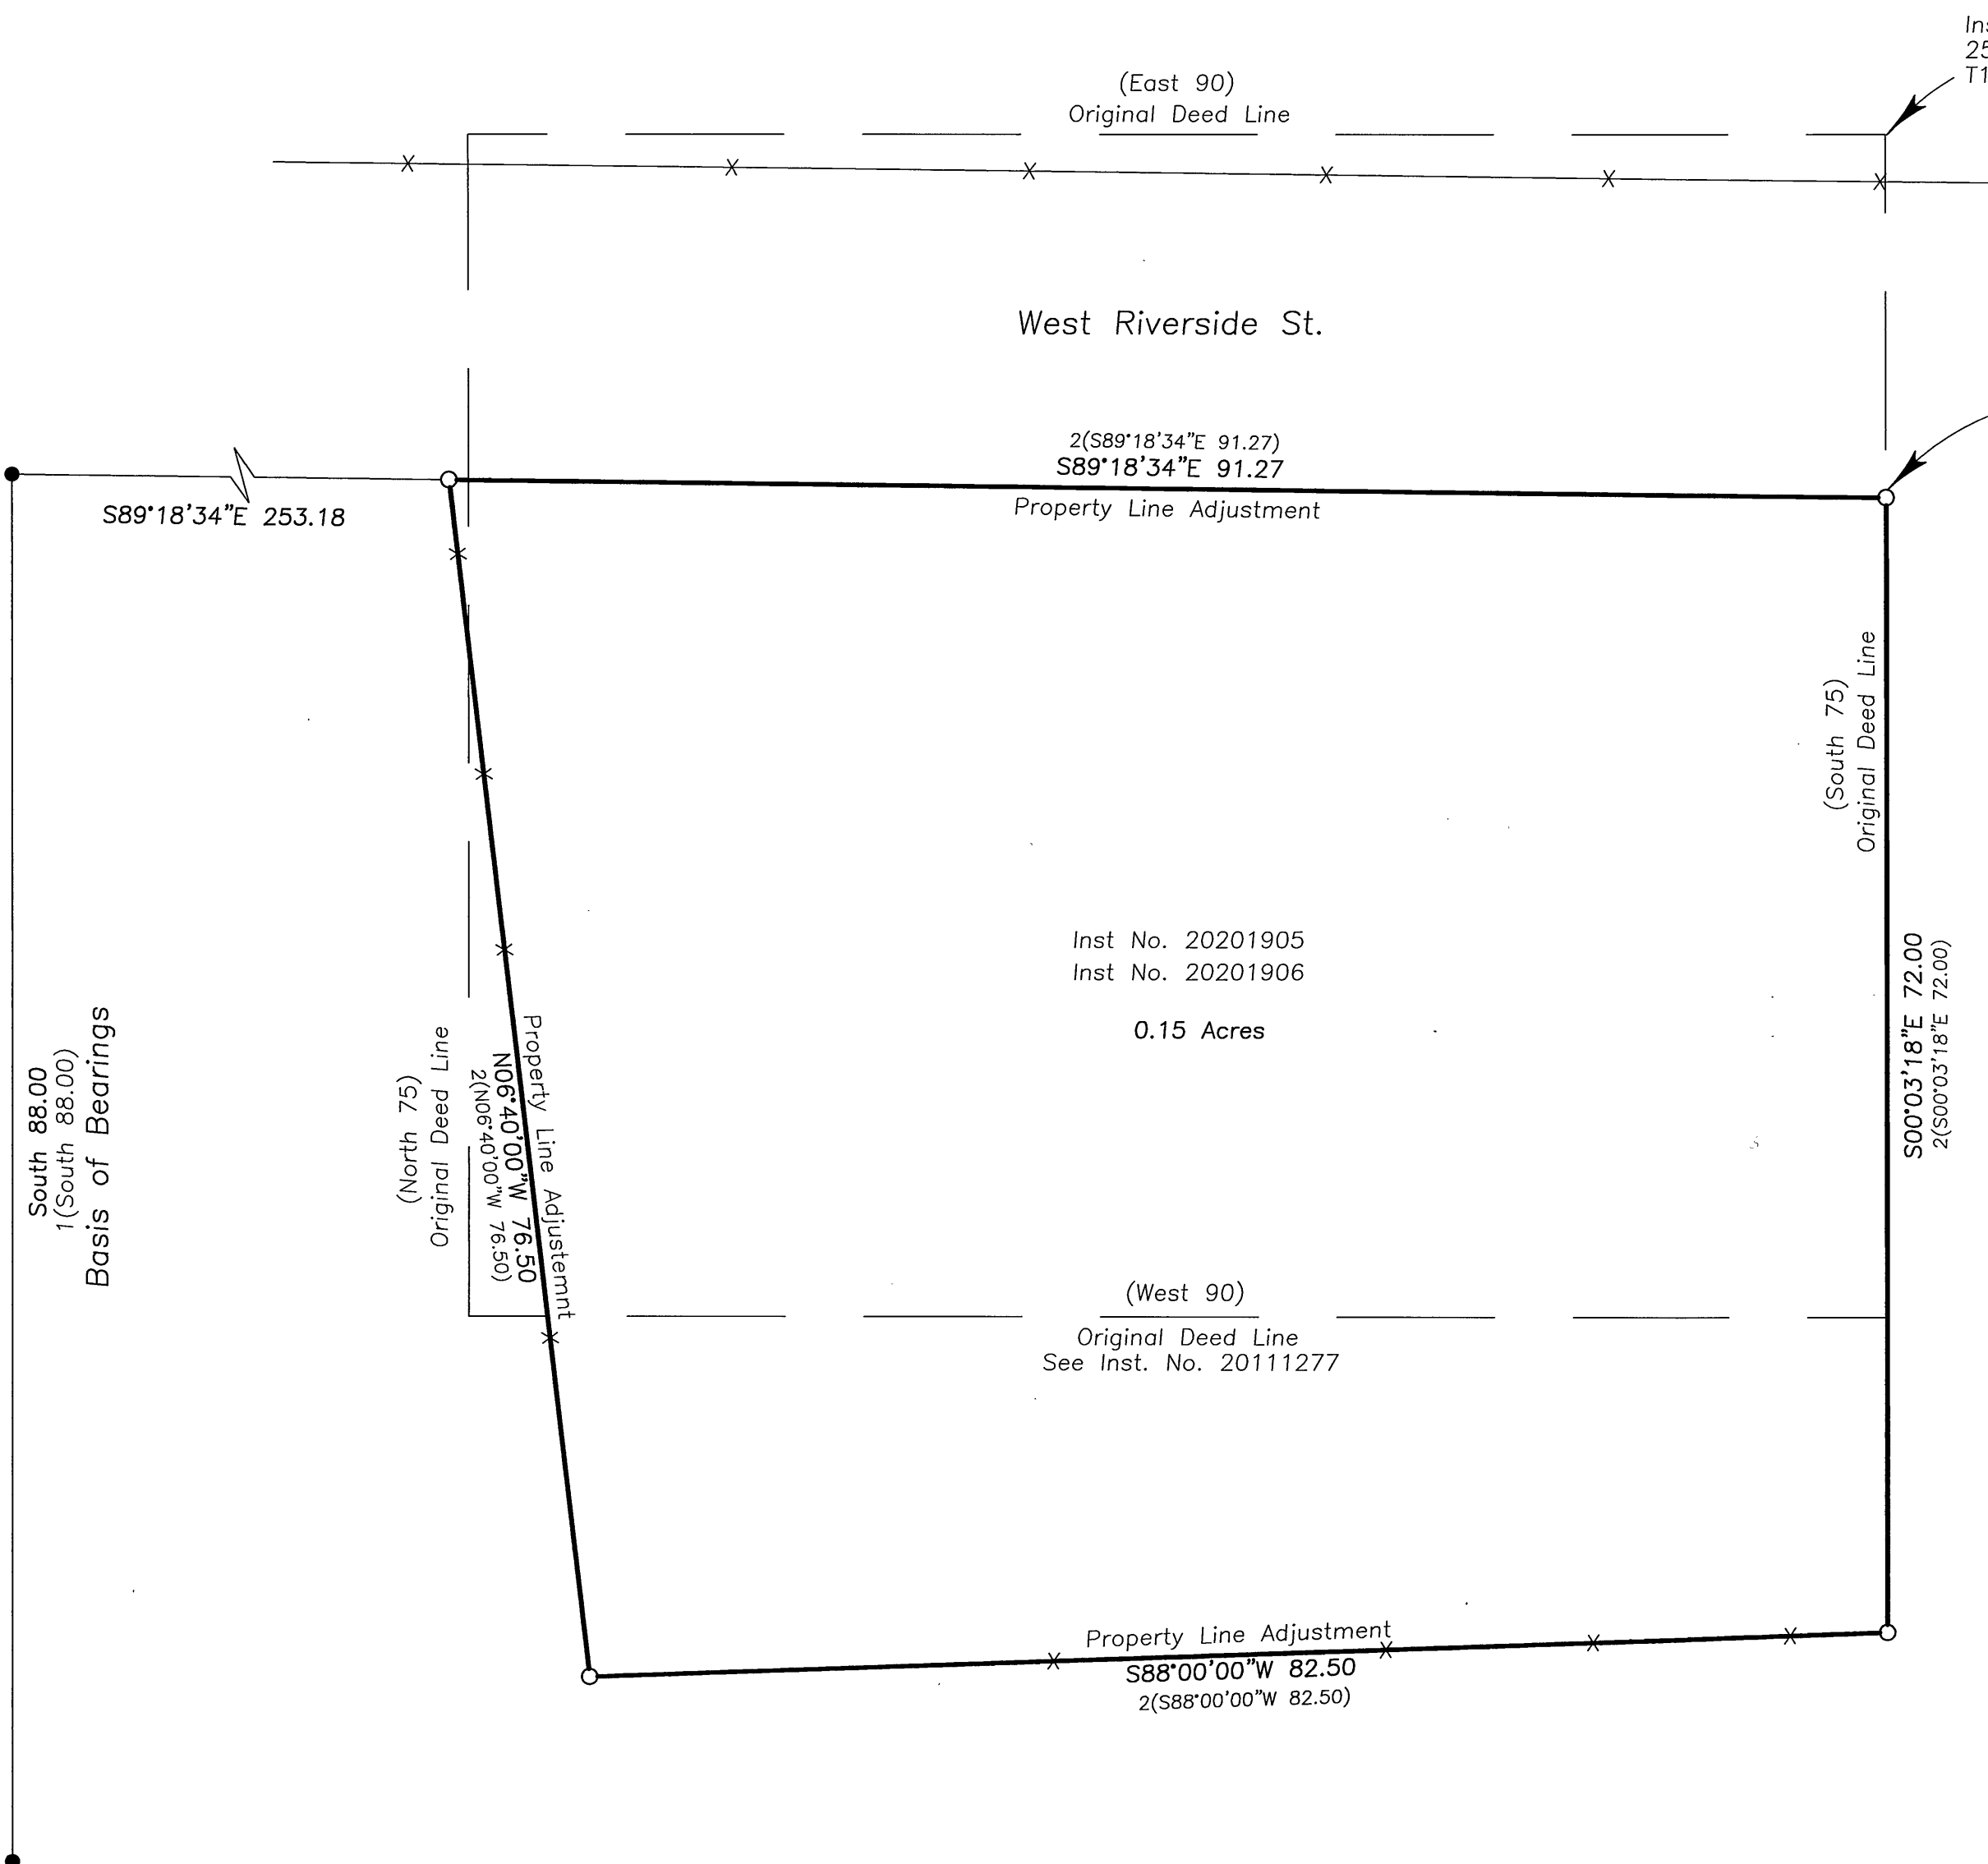 Ins
25
T1
(East 90)
Original Deed Line
West Riverside St.
2(S89°18'34"E 91.27)
S89°18'34"E 91.27
Property Line Adjustment
S89°18'34"E 253.18
(South 75)
Original Deed Line
Inst No. 20201905
Inst No. 20201906
0.15 Acres
S00°03'18"E 72.00
2(S00°03'18"E 72.00)
South 88.00
1(South 88.00)
Basis of Bearings
(North 75)
Original Deed Line
Property Line Adjustemnt
N06°40'00"W 76.50
2(N06°40'00"W 76.50)
(West 90)
Original Deed Line
See Inst. No. 20111277
Property Line Adjustment
S88°00'00"W 82.50
2(S88°00'00"W 82.50)